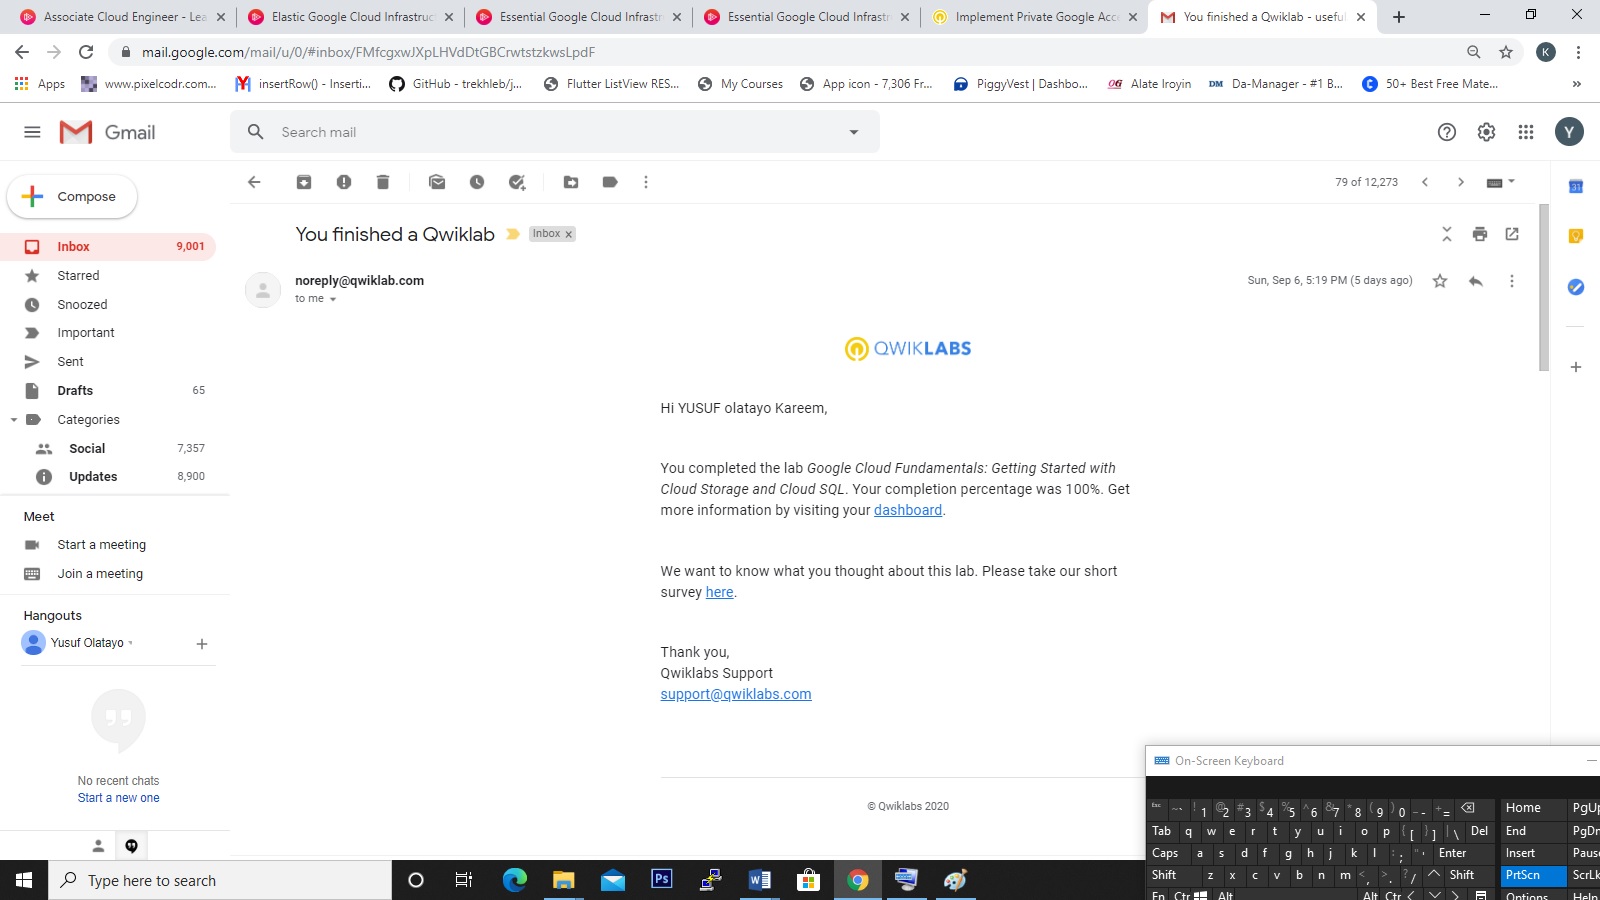 Associate Cloud Engineer - Lea
Elastic Google Cloud Infrastruc
Essential Google Cloud Infrastr
Essential Google Cloud Infrastr
Implement Private Google Acce
You finished a Qwiklab - useful
mail.google.com/mail/u/0/#inbox/FMfcgxwJXpLHVdDtGBCrwtstzkwsLpdF
K
Apps
www.pixelcodr.com...
insertRow() - Inserti...
GitHub - trekhleb/j...
Flutter ListView RES...
My Courses
App icon - 7,306 Fr...
PiggyVest | Dashbo...
Alate Iroyin
DM Da-Manager - #1 B...
50+ Best Free Mate...
Gmail
Search mail
Y
Compose
79 of 12,273
31
You finished a Qwiklab
Inbox x
Inbox 9,001
Starred
Snoozed
Important
Sent
Drafts 65
Categories
Social 7,357
Updates 8,900
Meet
Start a meeting
Join a meeting
Hangouts
Yusuf Olatayo
No recent chats
Start a new one
noreply@qwiklab.com
to me
Sun, Sep 6, 5:19 PM (5 days ago)
QWIKLABS
Hi YUSUF olatayo Kareem,
You completed the lab Google Cloud Fundamentals: Getting Started with
Cloud Storage and Cloud SQL. Your completion percentage was 100%. Get
more information by visiting your dashboard.
We want to know what you thought about this lab. Please take our short
survey here.
Thank you,
Qwiklabs Support
support@qwiklabs.com
© Qwiklabs 2020
On-Screen Keyboard
Esc ~ ` ! 1 @ 2 # 3 $ 4 % 5 ^ 6 & 7 * 8 ( 9 ) 0 _ - + = Home PgUp
Tab q w e r t y u i o p { [ } ] | \ Del End PgDn
Caps a s d f g h j k l : ; " ' Enter Insert Pause
Shift z x c v b n m < , > . ? / Shift PrtScn ScrLk
Fn Ctrl Alt Alt Ctrl Options Help
Type here to search
Ps